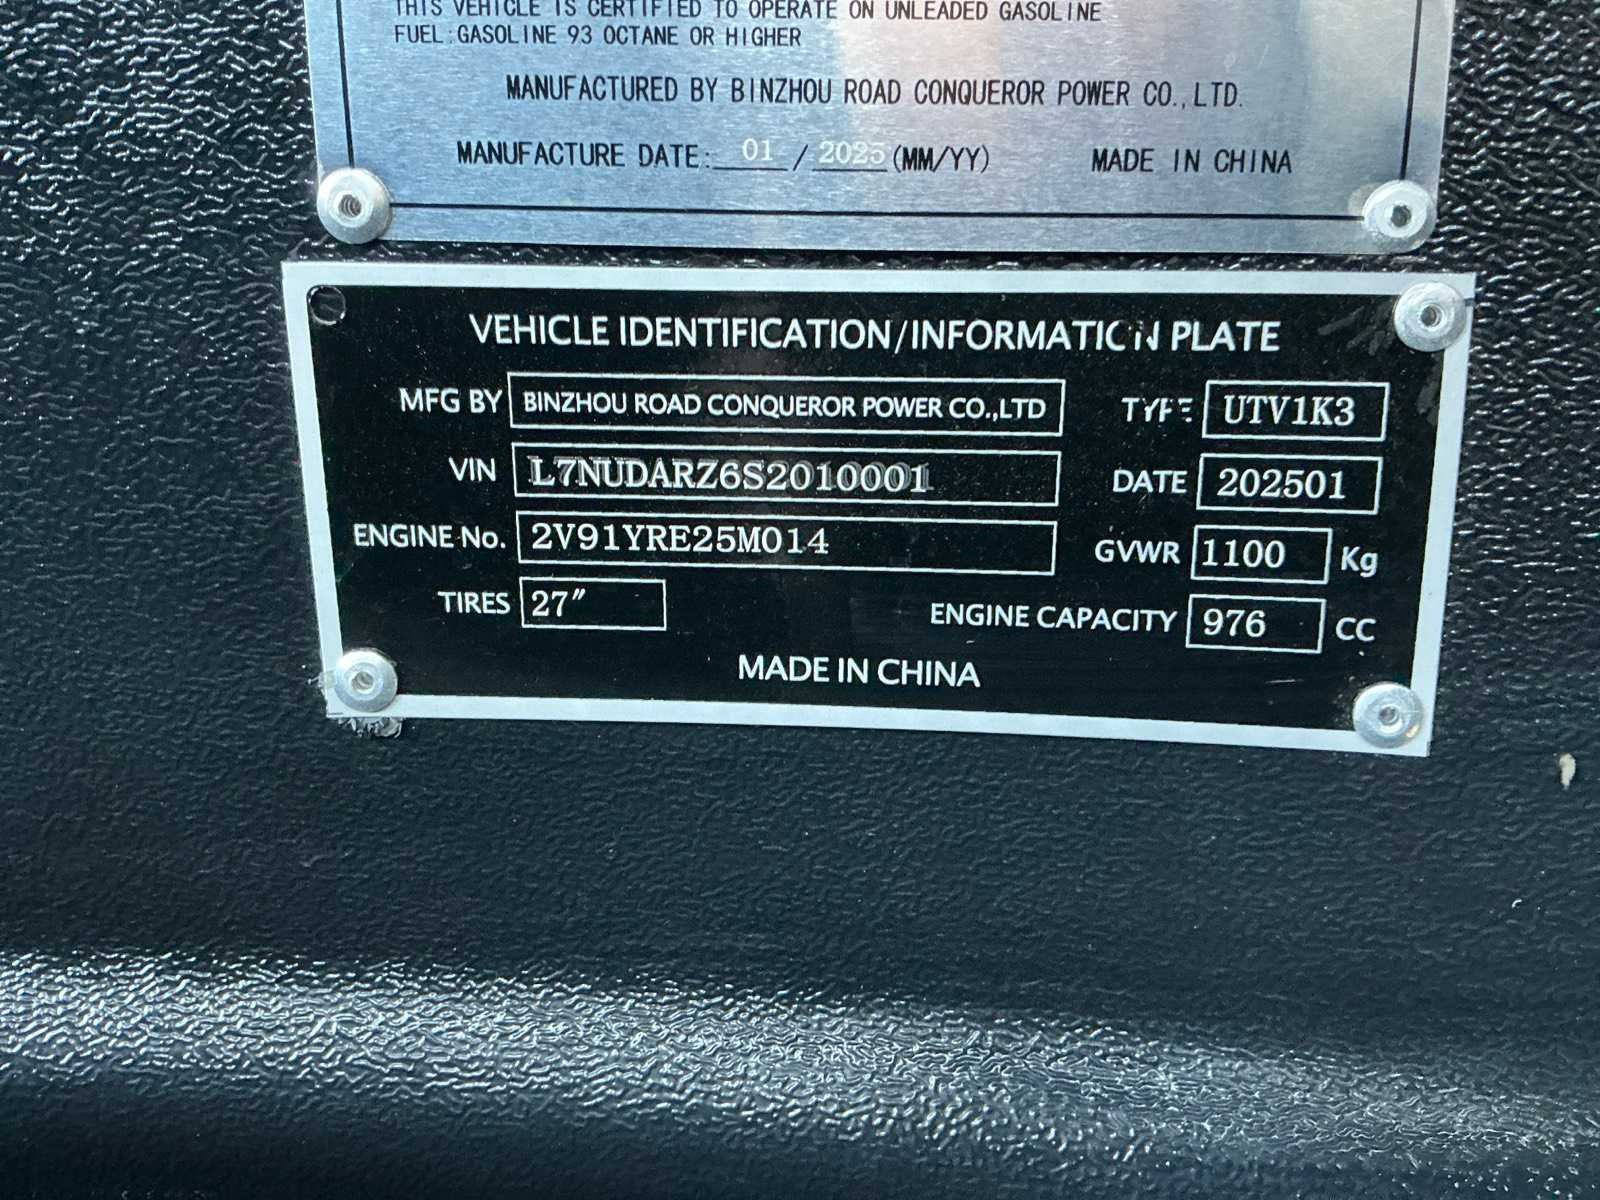 THIS VEHICLE IS CERTIFIED TO OPERATE ON UNLEADED GASOLINE
FUEL:GASOLINE 93 OCTANE OR HIGHER
MANUFACTURED BY BINZHOU ROAD CONQUEROR POWER CO.,LTD.
MANUFACTURE DATE: 01 / 2025 (MM/YY) MADE IN CHINA
VEHICLE IDENTIFICATION/INFORMATION PLATE
MFG BY BINZHOU ROAD CONQUEROR POWER CO.,LTD TYPE UTV1K3
VIN L7NUDARZ6S2010001 DATE 202501
ENGINE No. 2V91YRE25M014 GVWR 1100 Kg
TIRES 27" ENGINE CAPACITY 976 CC
MADE IN CHINA